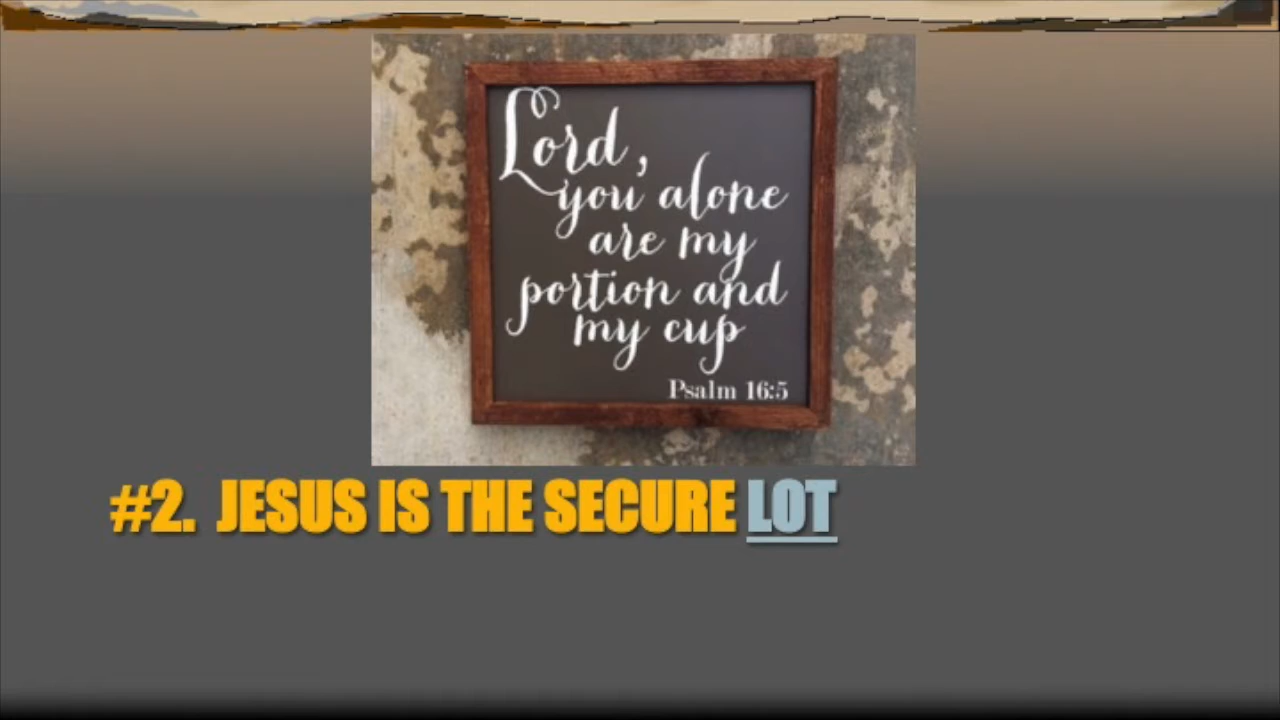 Lord,
you alone
are my
portion and
my cup
Psalm 16:5
#2. JESUS IS THE SECURE LOT